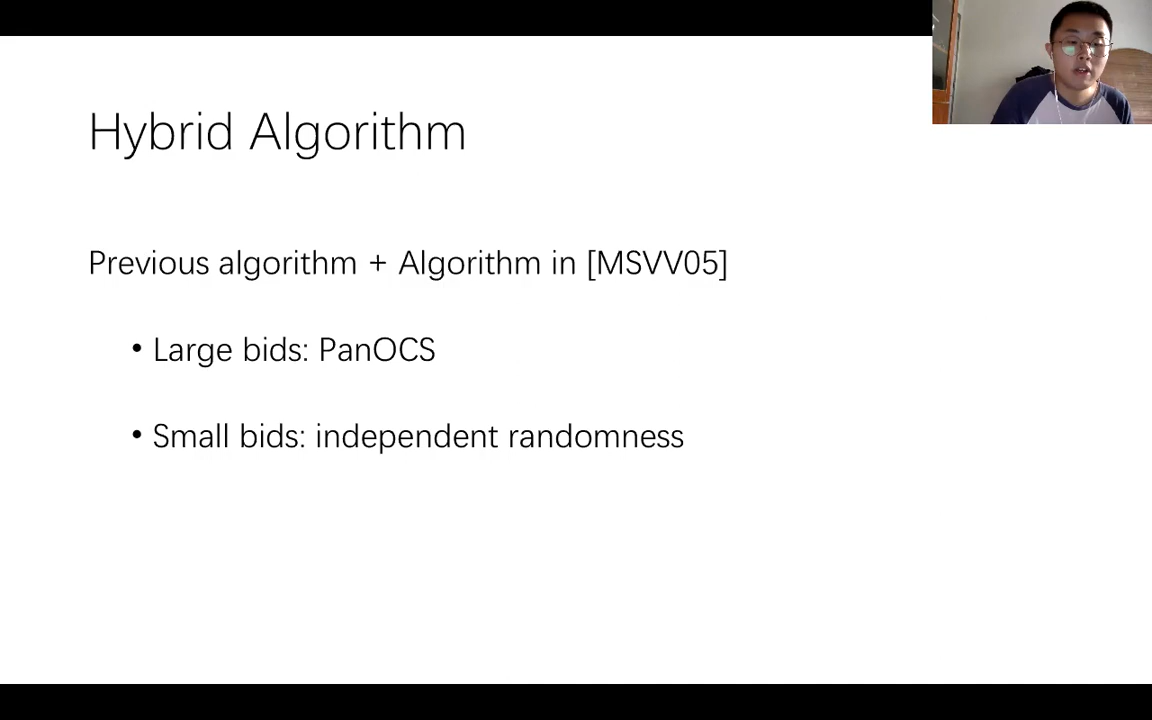 Hybrid Algorithm
Previous algorithm + Algorithm in [MSVV05]
• Large bids: PanOCS
• Small bids: independent randomness